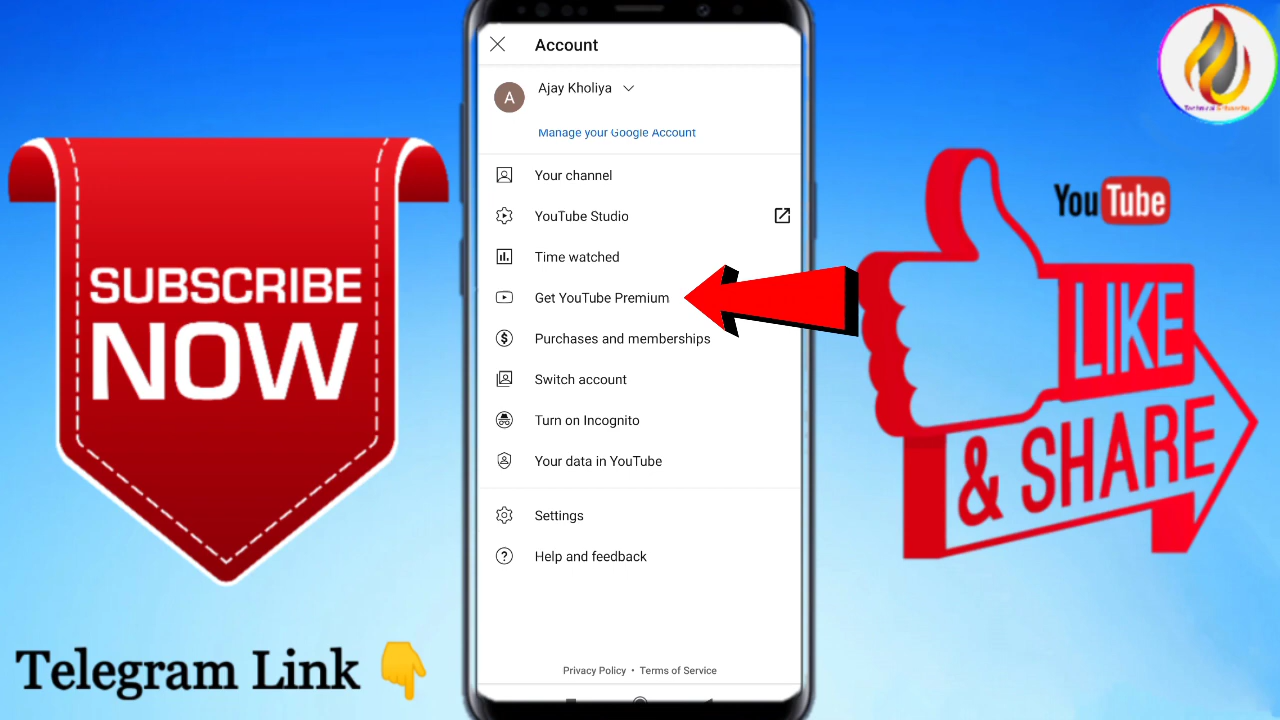 Account
A
Ajay Kholiya
Manage your Google Account
Your channel
YouTube Studio
Time watched
Get YouTube Premium
Purchases and memberships
Switch account
Turn on Incognito
Your data in YouTube
Settings
Help and feedback
Privacy Policy • Terms of Service
SUBSCRIBE
NOW
Telegram Link 👇
YouTube
LIKE
& SHARE